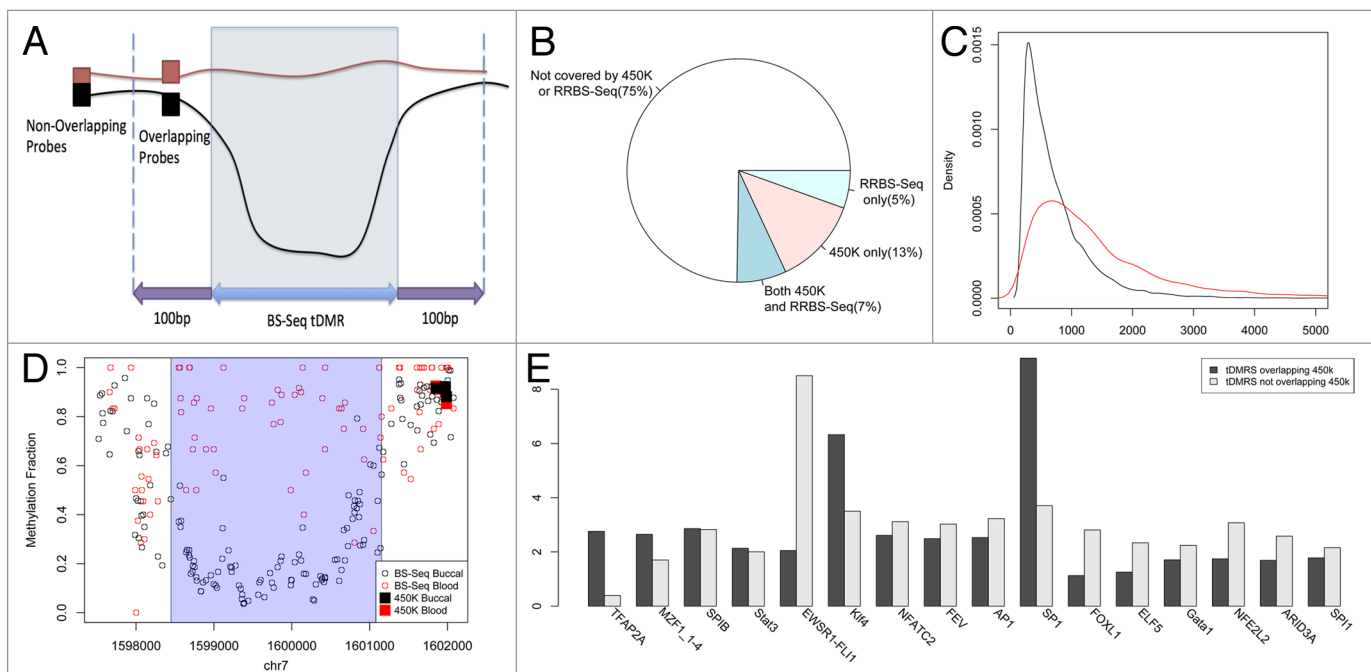 A
Non-Overlapping
Probes
Overlapping
Probes
100bp
BS-Seq tDMR
100bp
B
Not covered by 450K
or RRBS-Seq(75%)
RRBS-Seq
only(5%)
450K only(13%)
Both 450K
and RRBS-Seq(7%)
C
Density
0.0015
0.0010
0.0005
0.0000
0
1000
2000
3000
4000
5000
D
Methylation Fraction
1.0
0.8
0.6
0.4
0.2
0.0
BS-Seq Buccal
BS-Seq Blood
450K Buccal
450K Blood
1598000
1599000
1600000
1601000
1602000
chr7
E
tDMRS overlapping 450k
tDMRS not overlapping 450k
8
6
4
2
0
TFAP2A
MZF1_1-4
SPIB
Stat3
EWSR1-FLI1
Klf4
NFATC2
FEV
AP1
SP1
FOXL1
ELF5
Gata1
NFE2L2
ARID3A
SPI1